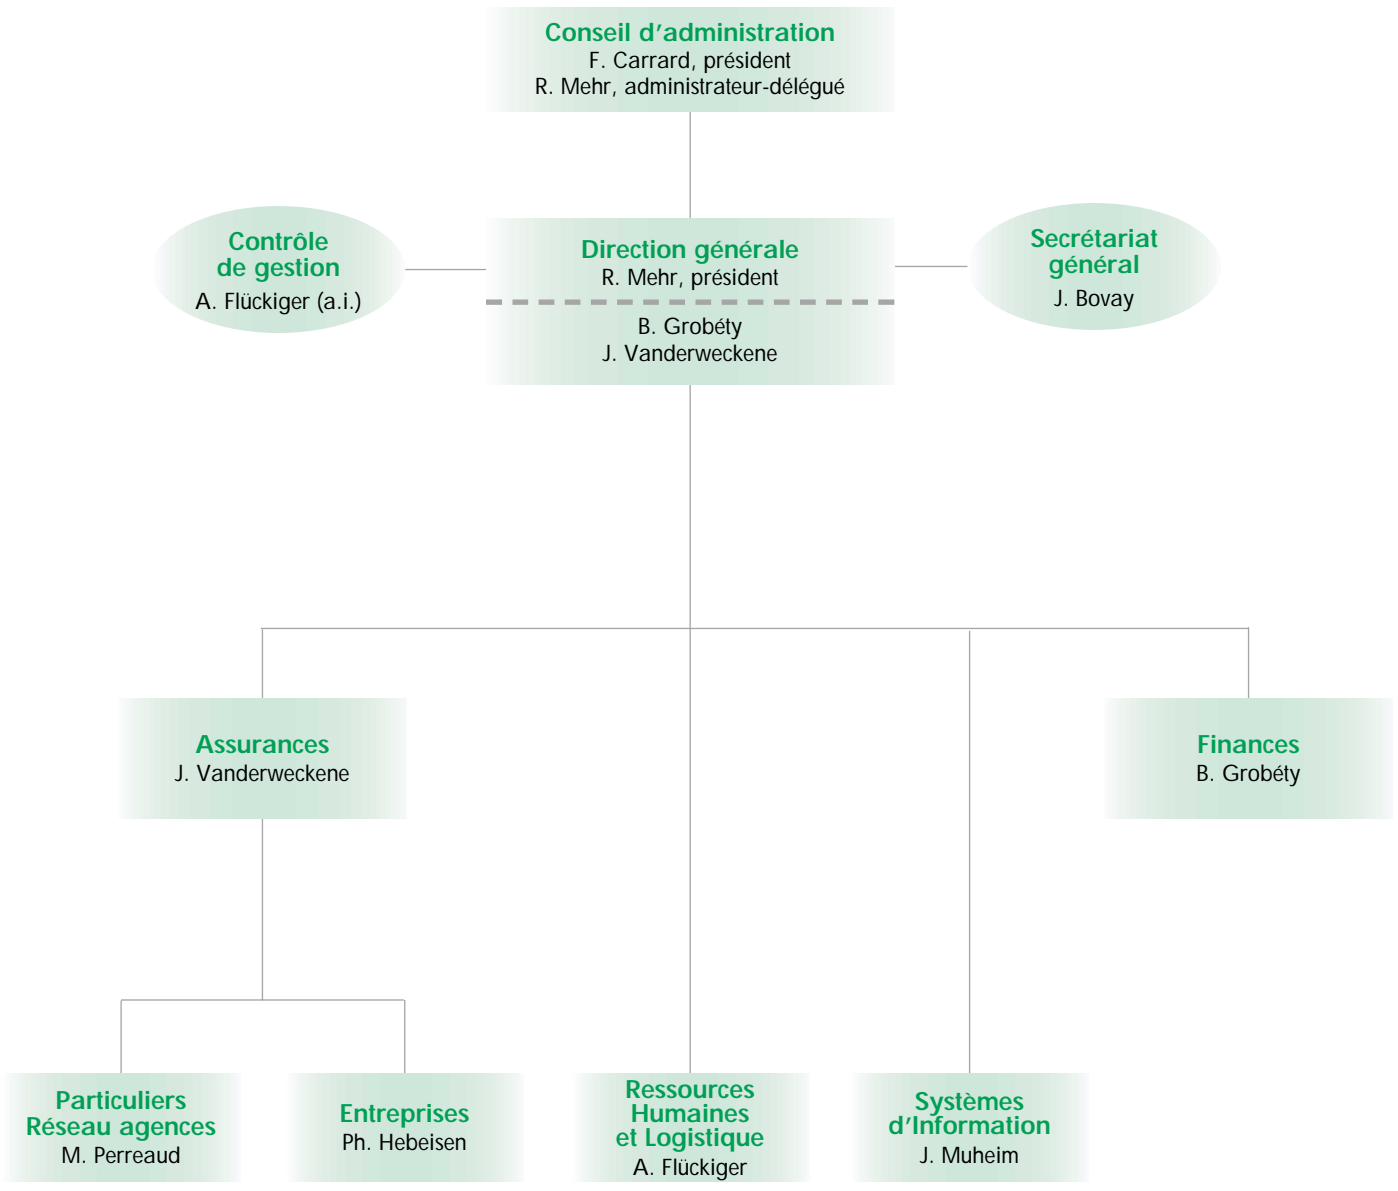 Conseil d'administration
F. Carrard, président
R. Mehr, administrateur-délégué
Contrôle
de gestion
A. Flückiger (a.i.)
Direction générale
R. Mehr, président
B. Grobéty
J. Vanderweckene
Secrétariat
général
J. Bovay
Assurances
J. Vanderweckene
Finances
B. Grobéty
Particuliers
Réseau agences
M. Perreaud
Entreprises
Ph. Hebeisen
Ressources
Humaines
et Logistique
A. Flückiger
Systèmes
d'Information
J. Muheim